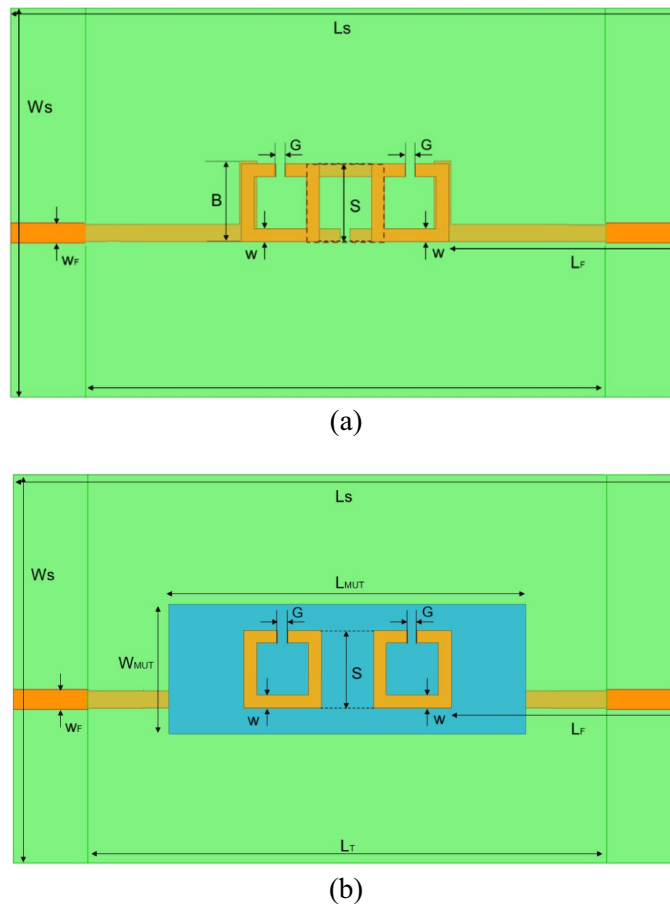 Ls
Ws
G G
B S
wF w w LF
(a)
Ls
Ws
LMUT
G G
WMUT S
wF w w LF
LT
(b)